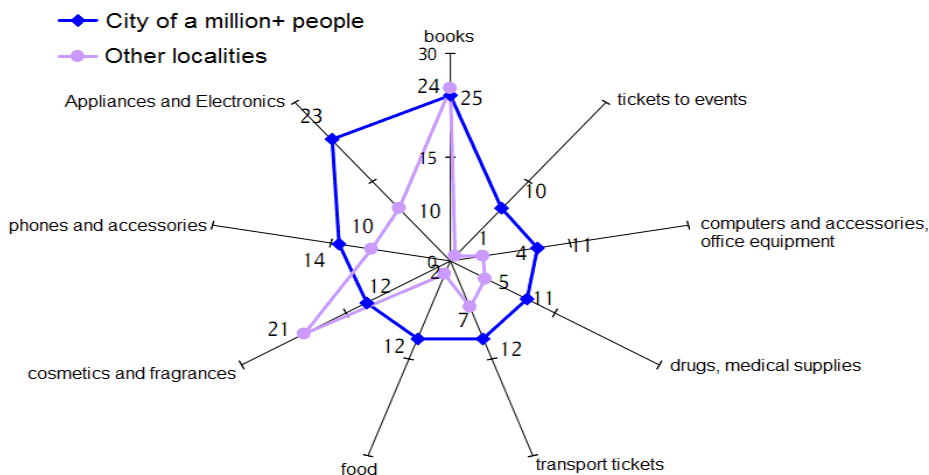 City of a million+ people
Other localities
books
30
24
25
Appliances and Electronics
23
tickets to events
15
10
10
phones and accessories
10
14
1
computers and accessories,
office equipment
4
11
0
2
5
12
11
21
7
cosmetics and fragrances
12
12
drugs, medical supplies
food
transport tickets